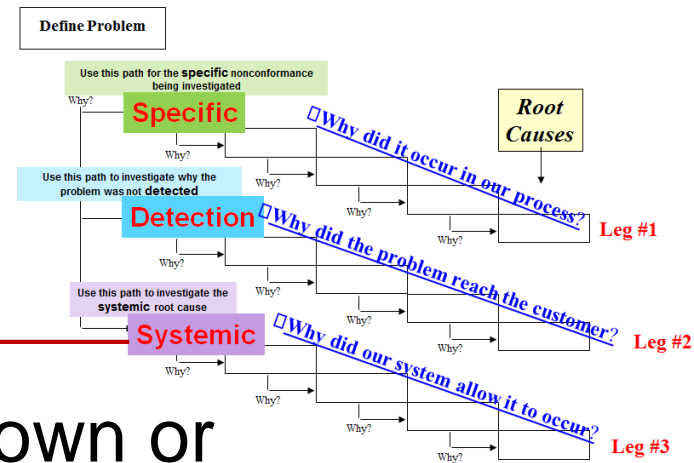 Define Problem
Use this path for the specific nonconformance
being investigated
Why?
Specific
Root
Causes
Why did it occur in our process?
Why?
Why?
Why?
Why?
Leg #1
Use this path to investigate why the
problem was not detected
Detection
Why did the problem reach the customer?
Why?
Why?
Why?
Why?
Leg #2
Use this path to investigate the
systemic root cause
Systemic
Why did our system allow it to occur?
Why?
Why?
Why?
Why?
Leg #3
own or